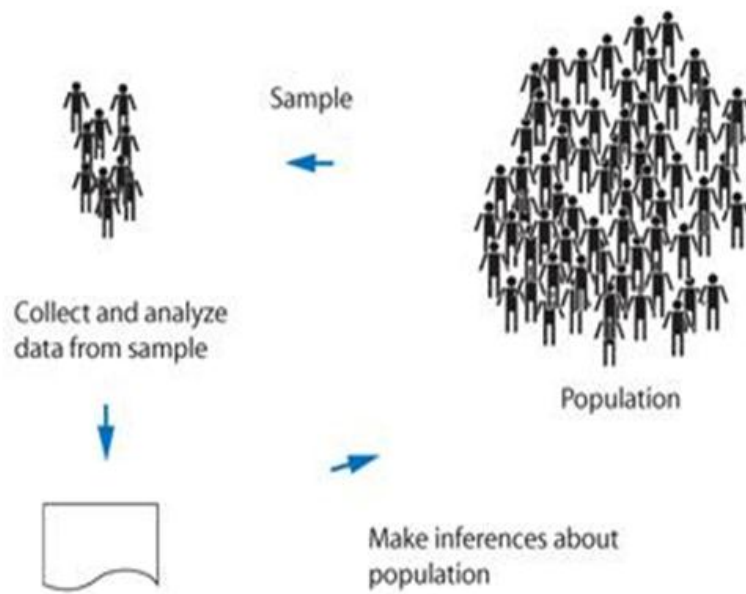 Sample
Collect and analyze
data from sample
Population
Make inferences about
population